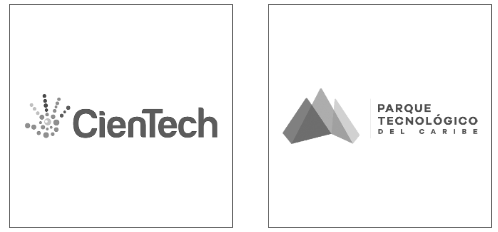 CienTech
PARQUE
TECNOLÓGICO
DEL CARIBE